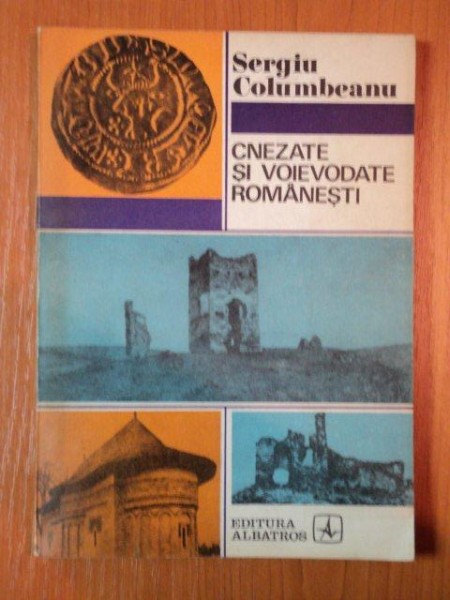 Sergiu
Columbeanu
CNEZATE
ȘI VOIEVODATE
ROMÂNEȘTI
EDITURA
ALBATROS